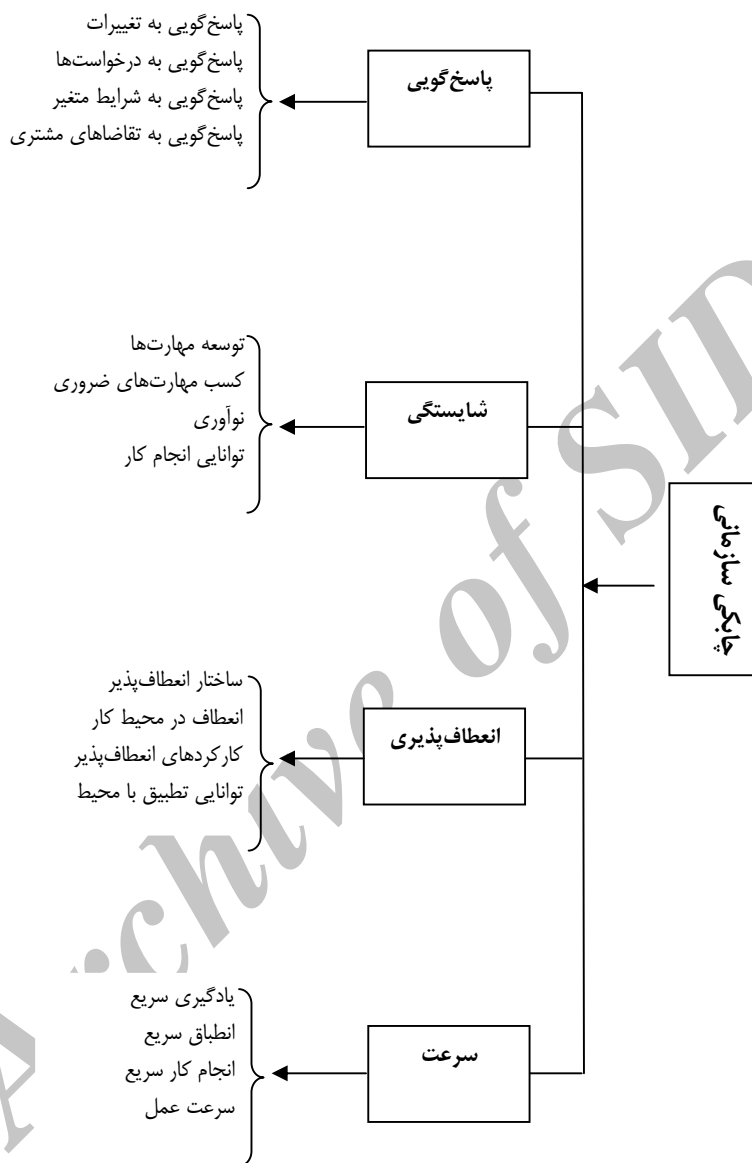 چابکی سازمانی
پاسخ‌گویی
پاسخ‌گویی به تغییرات
پاسخ‌گویی به درخواست‌ها
پاسخ‌گویی به شرایط متغیر
پاسخ‌گویی به تقاضاهای مشتری
شایستگی
توسعه مهارت‌ها
کسب مهارت‌های ضروری
نوآوری
توانایی انجام کار
انعطاف‌پذیری
ساختار انعطاف‌پذیر
انعطاف در محیط کار
کارکردهای انعطاف‌پذیر
توانایی تطبیق با محیط
سرعت
یادگیری سریع
انطباق سریع
انجام کار سریع
سرعت عمل
Archive of SID